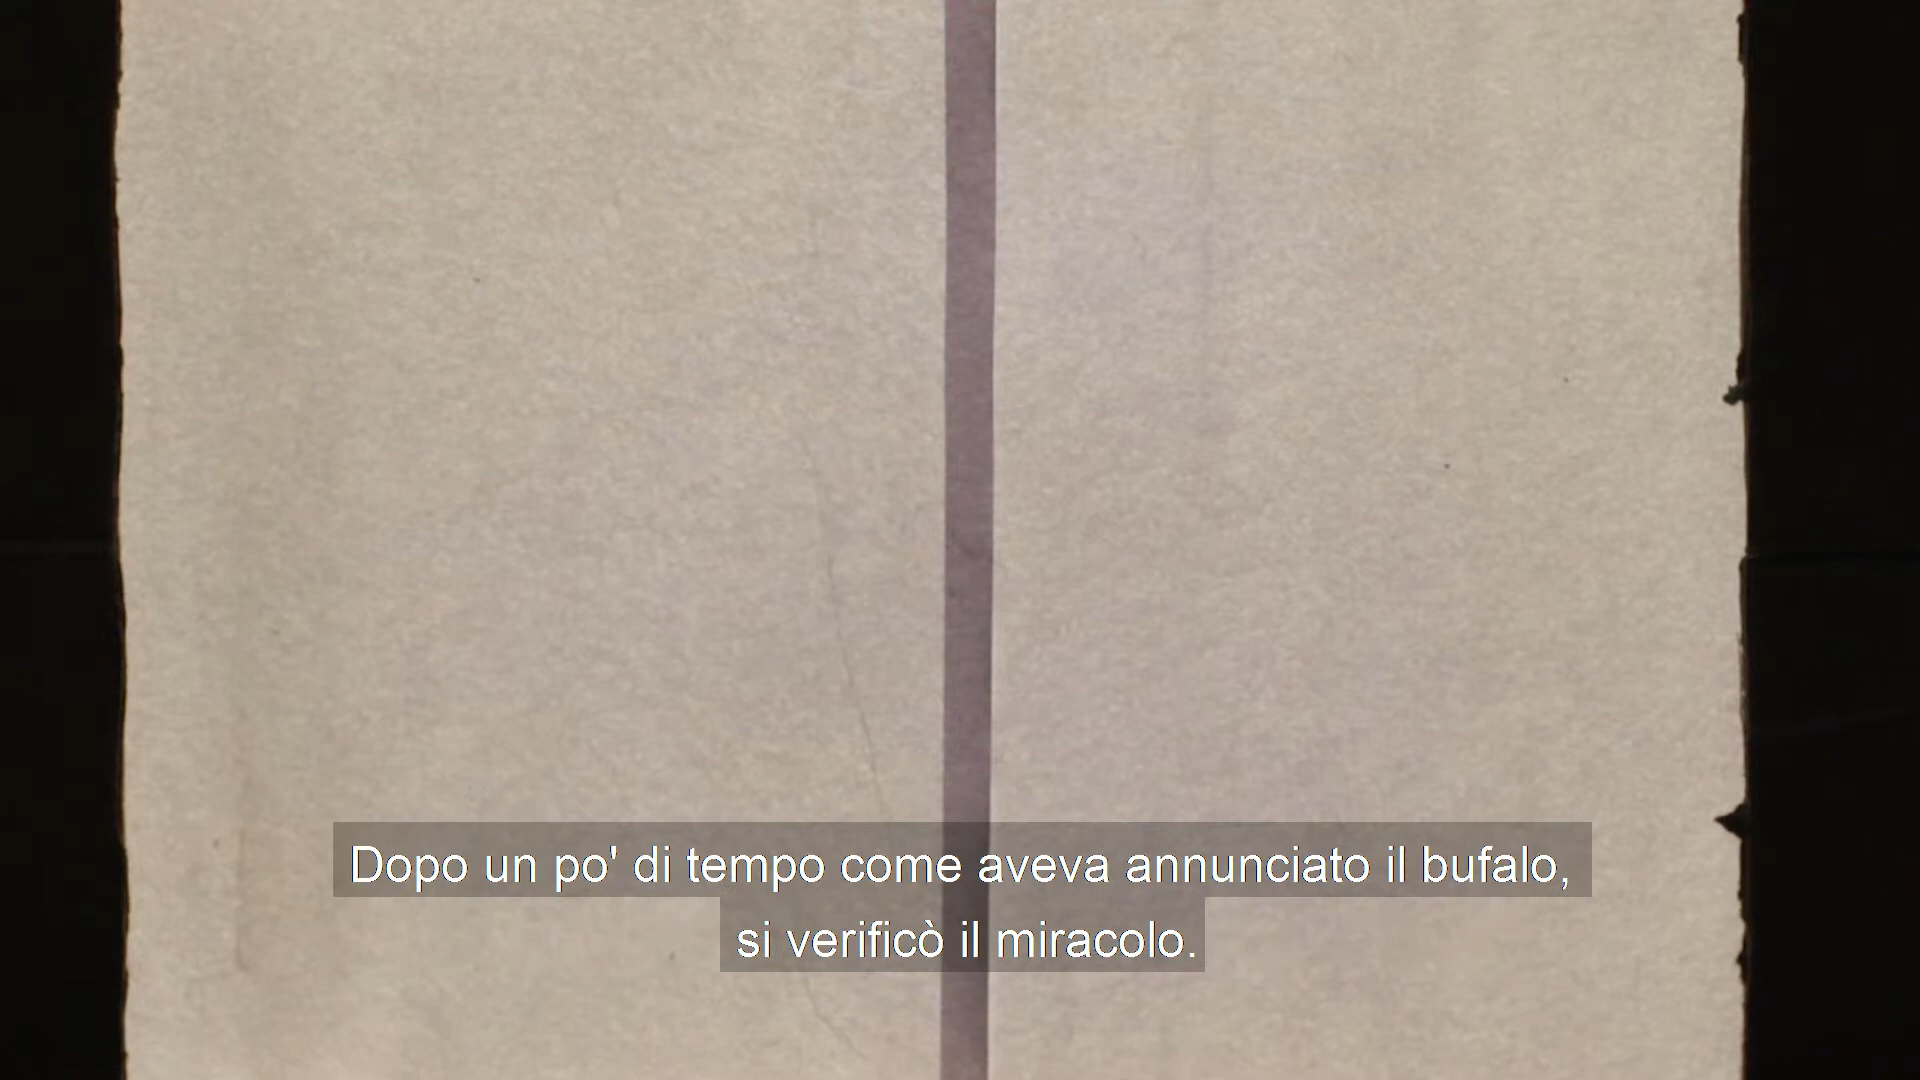 Dopo un po' di tempo come aveva annunciato il bufalo,
si verificò il miracolo.